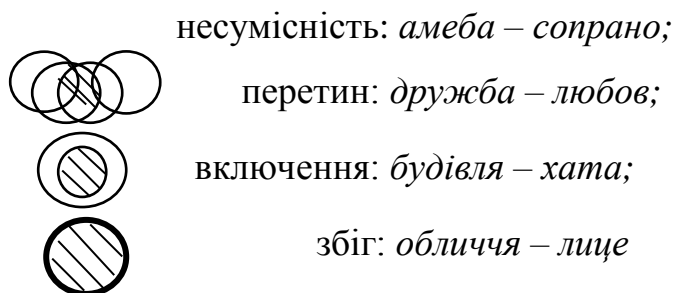 несумісність: амеба – сопрано;
перетин: дружба – любов;
включення: будівля – хата;
збіг: обличчя – лице